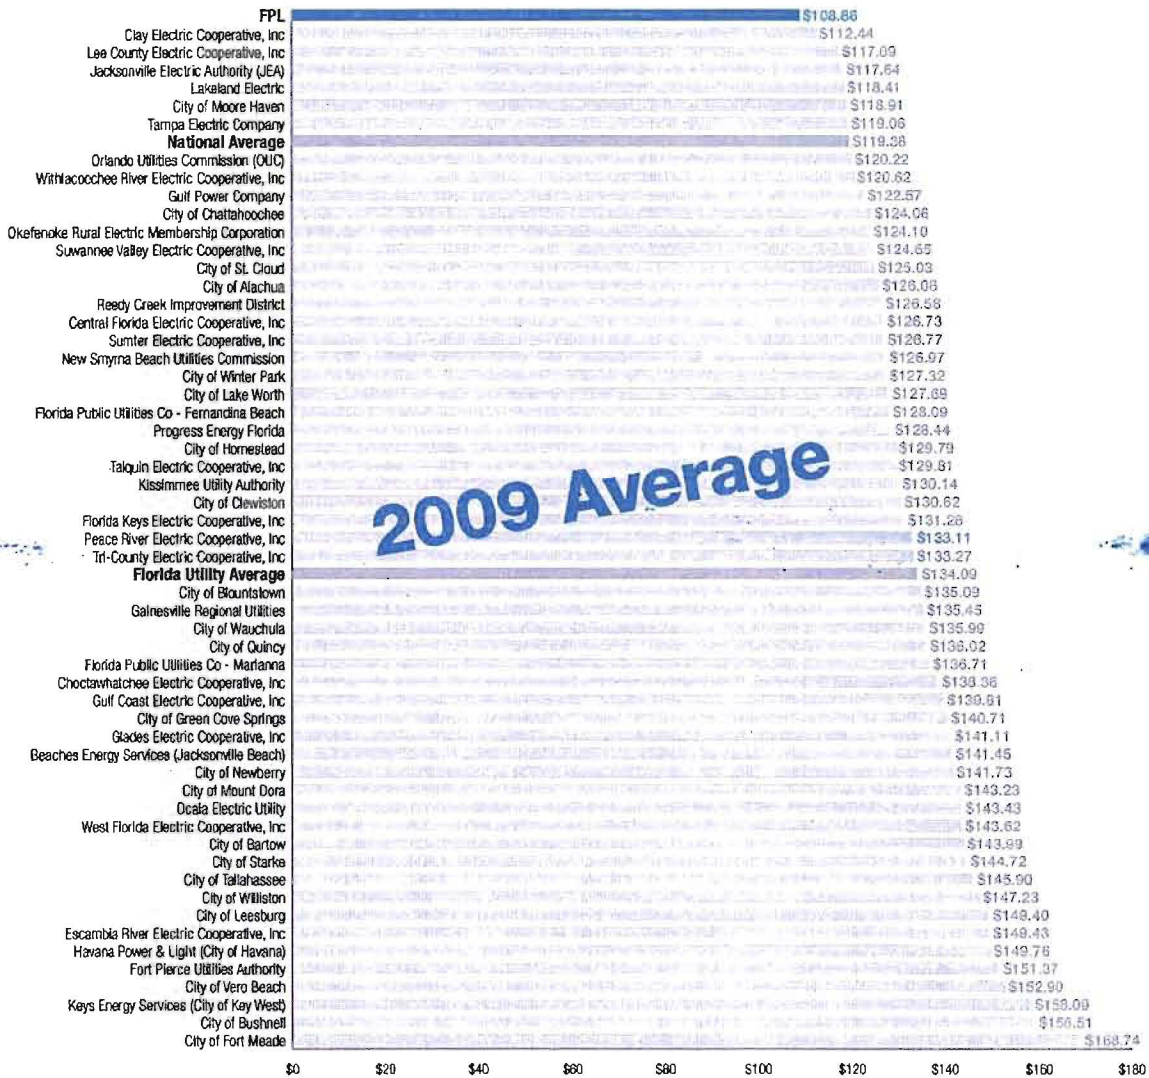 FPL $108.86
Clay Electric Cooperative, Inc $112.44
Lee County Electric Cooperative, Inc $117.09
Jacksonville Electric Authority (JEA) $117.64
Lakeland Electric $118.41
City of Moore Haven $118.91
Tampa Electric Company $119.06
National Average $119.36
Orlando Utilities Commission (OUC) $120.22
Withlacoochee River Electric Cooperative, Inc $120.62
Gulf Power Company $122.57
City of Chattahoochee $124.06
Okefenoke Rural Electric Membership Corporation $124.10
Suwannee Valley Electric Cooperative, Inc $124.65
City of St. Cloud $125.03
City of Alachua $126.06
Reedy Creek Improvement District $126.58
Central Florida Electric Cooperative, Inc $126.73
Sumter Electric Cooperative, Inc $126.77
New Smyrna Beach Utilities Commission $126.97
City of Winter Park $127.32
City of Lake Worth $127.69
Florida Public Utilities Co - Fernandina Beach $128.09
Progress Energy Florida $128.44
City of Homestead $129.79
Talquin Electric Cooperative, Inc $129.81
Kissimmee Utility Authority $130.14
City of Clewiston $130.62
2009 Average
Florida Keys Electric Cooperative, Inc $131.28
Peace River Electric Cooperative, Inc $133.11
Tri-County Electric Cooperative, Inc $133.27
Florida Utility Average $134.09
City of Blountstown $135.09
Gainesville Regional Utilities $135.45
City of Wauchula $135.99
City of Quincy $136.02
Florida Public Utilities Co - Marianna $136.71
Choctawhatchee Electric Cooperative, Inc $138.36
Gulf Coast Electric Cooperative, Inc $139.81
City of Green Cove Springs $140.71
Glades Electric Cooperative, Inc $141.11
Beaches Energy Services (Jacksonville Beach) $141.45
City of Newberry $141.73
City of Mount Dora $143.23
Ocala Electric Utility $143.43
West Florida Electric Cooperative, Inc $143.62
City of Bartow $143.99
City of Starke $144.72
City of Tallahassee $145.90
City of Williston $147.23
City of Leesburg $149.40
Escambia River Electric Cooperative, Inc $149.43
Havana Power & Light (City of Havana) $149.76
Fort Pierce Utilities Authority $151.37
City of Vero Beach $152.90
Keys Energy Services (City of Key West)
City of Bushnell
City of Fort Meade $168.74
$0 $20 $40 $60 $80 $100 $120 $140 $160 $180